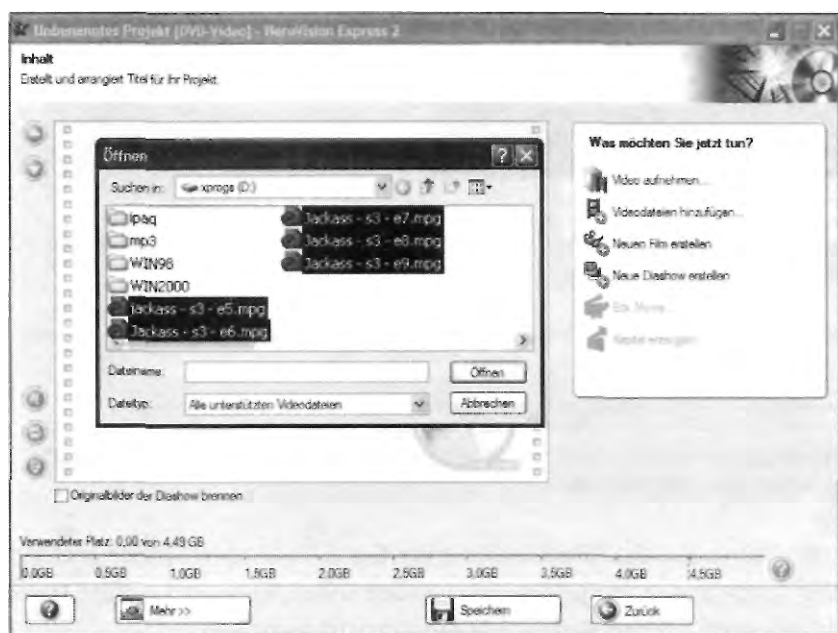 Unbenanntes Projekt [DVD-Video] - NeroVision Express 2
Inhalt
Erstellt und arrangiert Titel für Ihr Projekt.
Öffnen
Suchen in: xprogs (D:)
ipaq
mp3
WIN98
WIN2000
jackass - s3 - e5.mpg
Jackass - s3 - e6.mpg
Jackass - s3 - e7.mpg
Jackass - s3 - e8.mpg
Jackass - s3 - e9.mpg
Dateiname:
Öffnen
Dateityp: Alle unterstützten Videodateien
Abbrechen
Was möchten Sie jetzt tun?
Video aufnehmen...
Videodateien hinzufügen...
Neuen Film erstellen
Neue Diashow erstellen
Originalbilder der Diashow brennen
Verwendeter Platz: 0,00 von 4,49 GB
0.0GB 0.5GB 1.0GB 1.5GB 2.0GB 2.5GB 3.0GB 3.5GB 4.0GB 4.5GB
Mehr >>
Speichern
Zurück